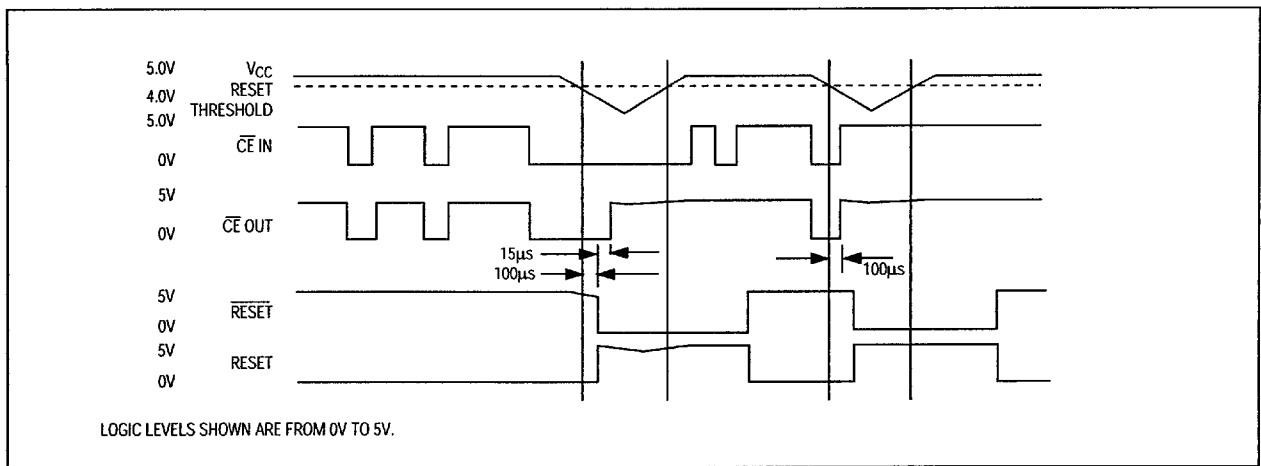 5.0V VCC
RESET
4.0V
THRESHOLD
5.0V
CE IN
0V
5V
CE OUT
0V
15µs
100µs
100µs
5V
RESET
0V
5V
RESET
0V
LOGIC LEVELS SHOWN ARE FROM 0V TO 5V.